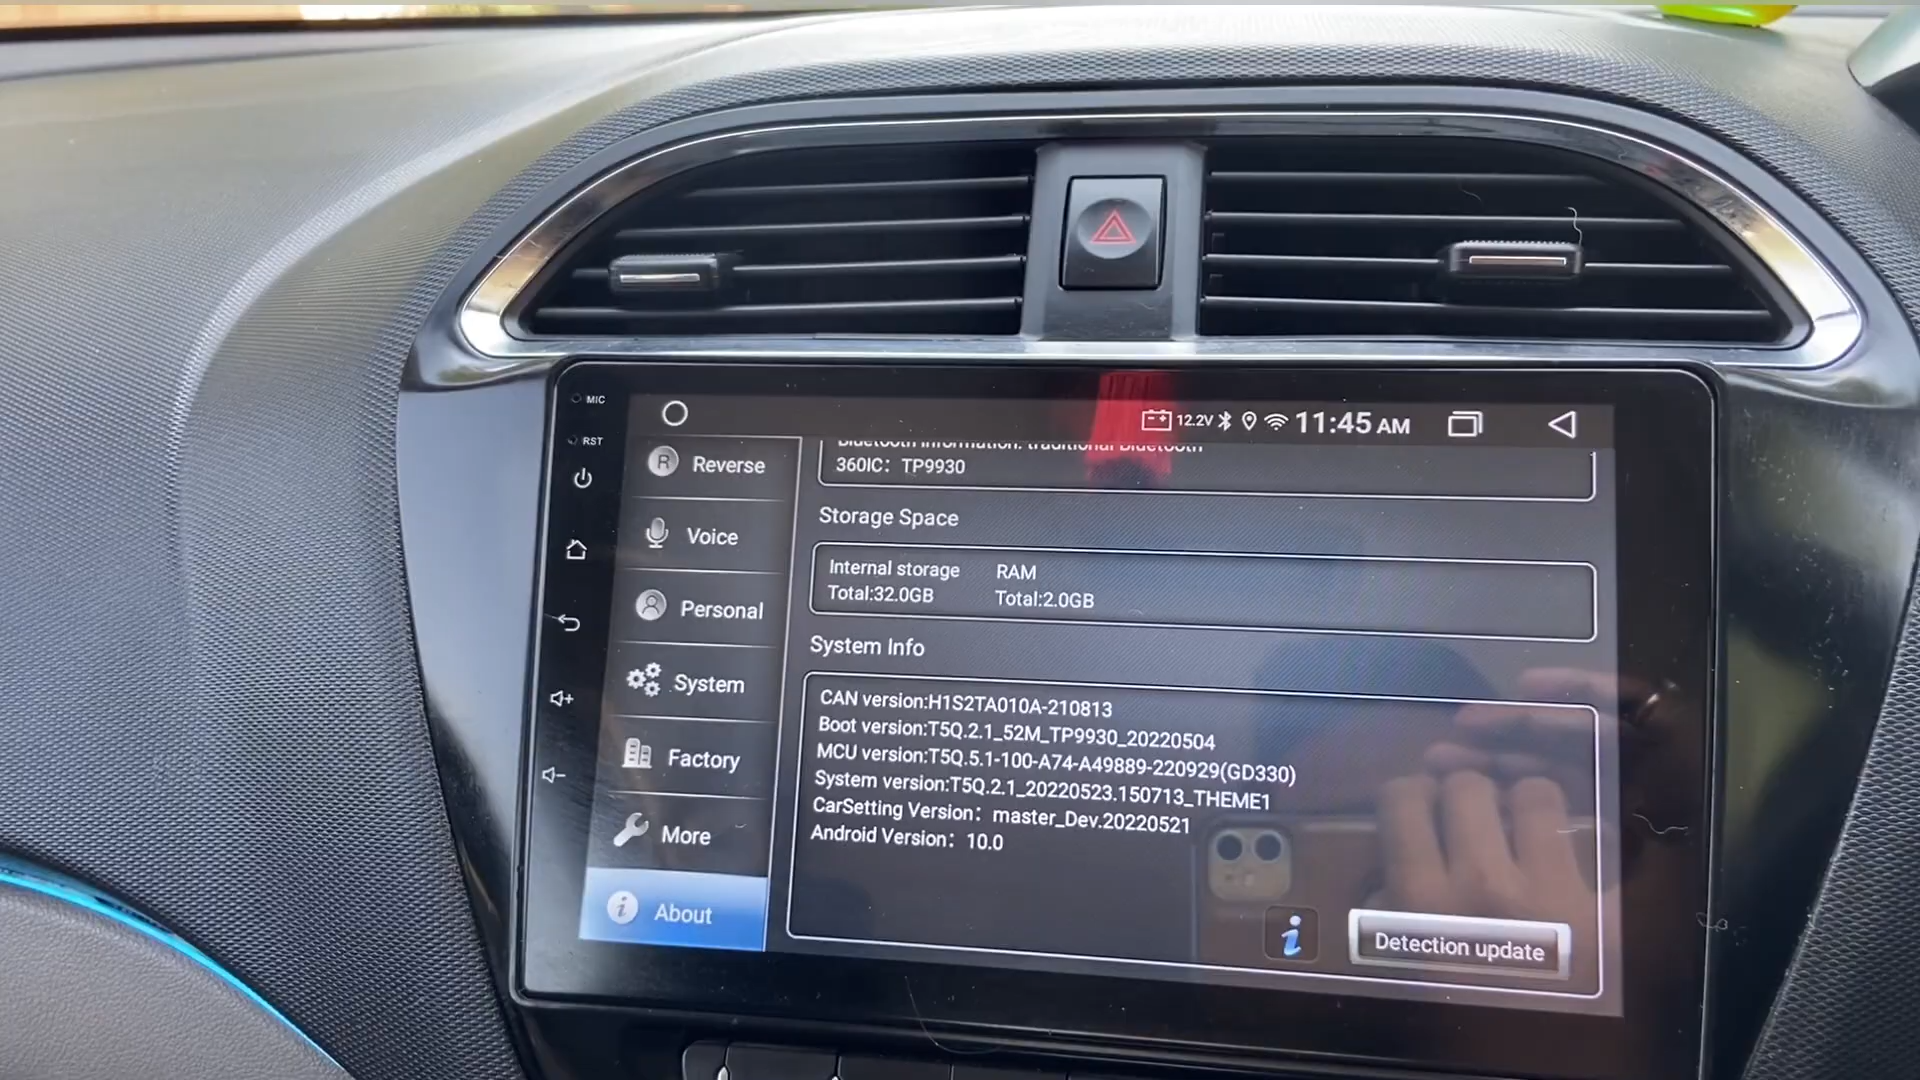 MIC
RST
12.2V 11:45 AM
Reverse
Voice
Personal
System
Factory
More
About
Bluetooth information: traditional Bluetooth
360IC: TP9930
Storage Space
Internal storage RAM
Total:32.0GB Total:2.0GB
System Info
CAN version:H1S2TA010A-210813
Boot version:T5Q.2.1_52M_TP9930_20220504
MCU version:T5Q.5.1-100-A74-A49889-220929(GD330)
System version:T5Q.2.1_20220523.150713_THEME1
CarSetting Version: master_Dev.20220521
Android Version: 10.0
Detection update